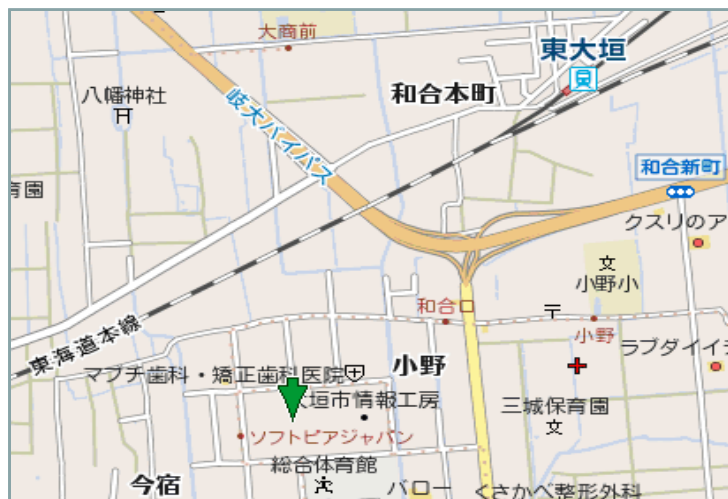 大商前
東大垣
八幡神社
和合本町
岐大バイパス
和合新町
育園
クスリのア
小野小
和合口
小野
東海道本線
マブチ歯科・矯正歯科医院
小野
ラブダイイ
垣市情報工房
三城保育園
ソフトピアジャパン
総合体育館
今宿
バロー
くさかべ整形外科